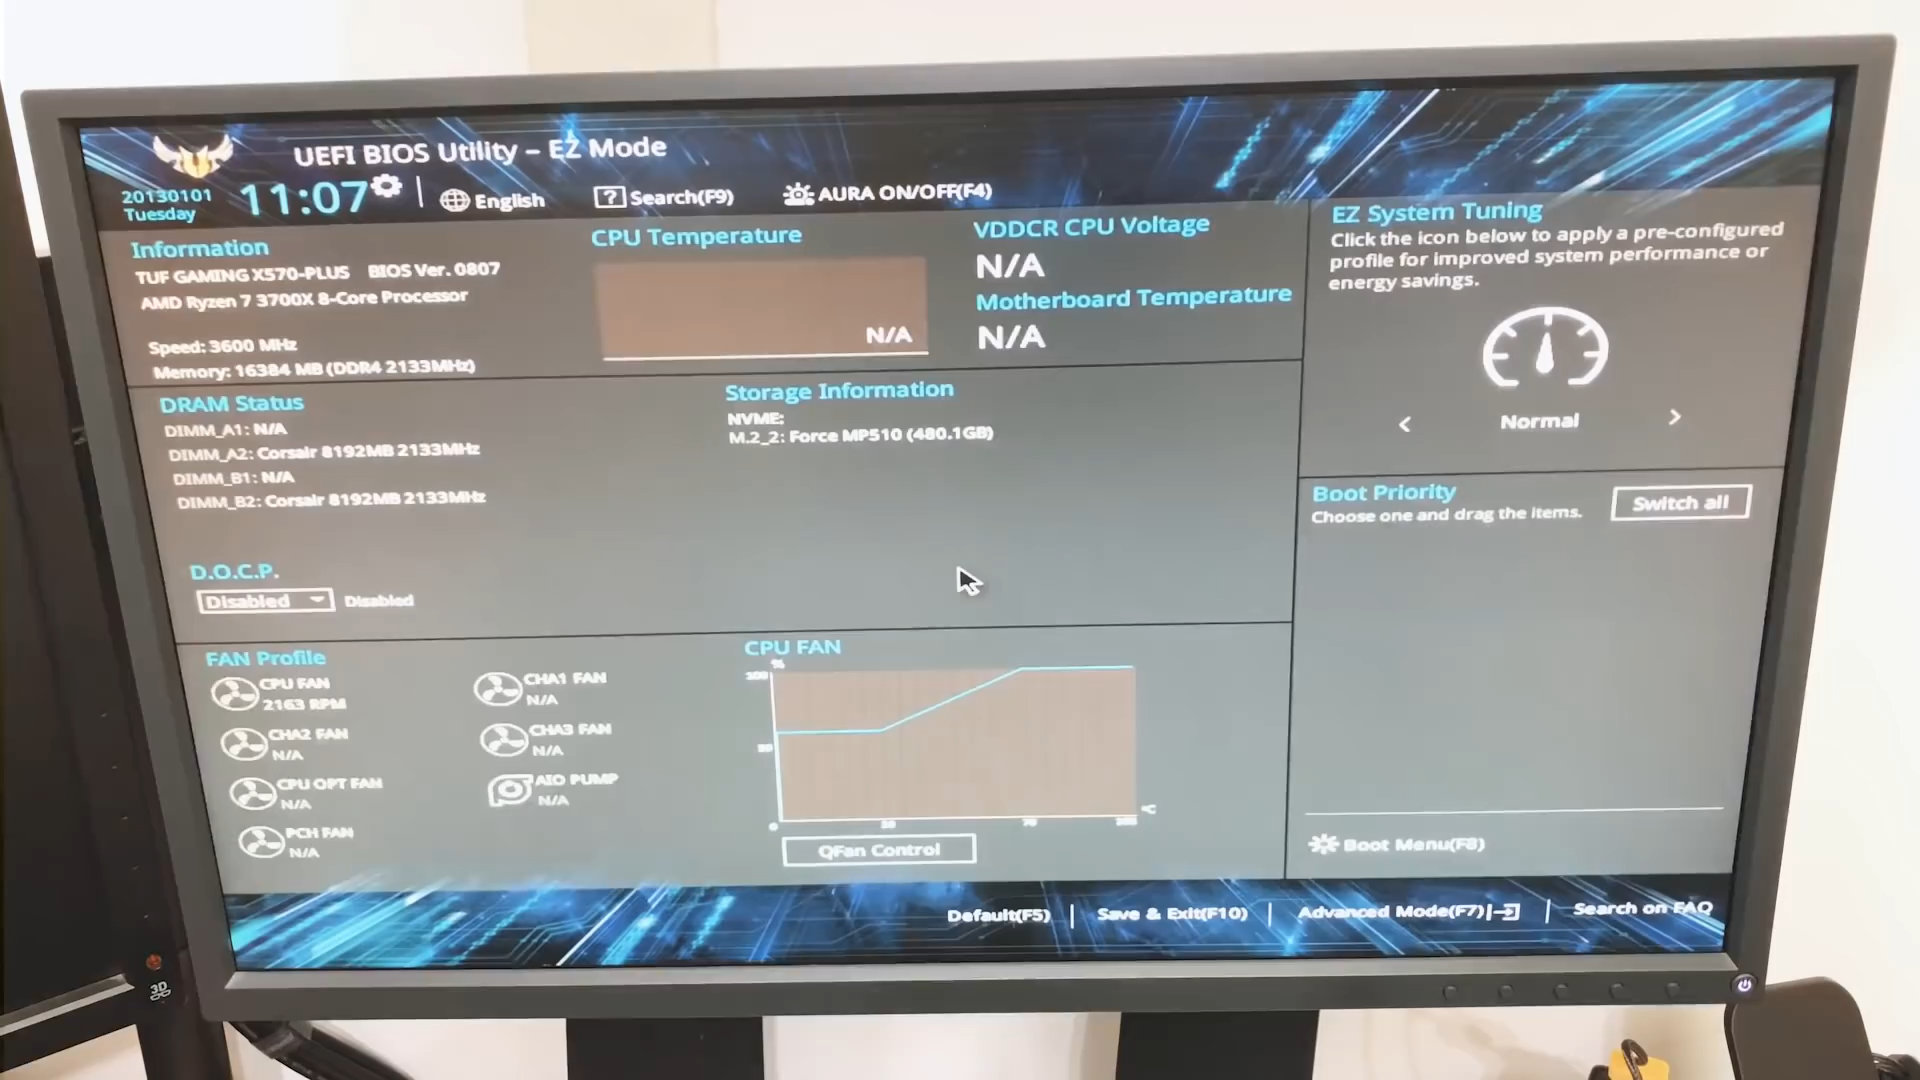 UEFI BIOS Utility – EZ Mode
20130101
Tuesday
11:07
English
Search(F9)
AURA ON/OFF(F4)
Information
TUF GAMING X570-PLUS BIOS Ver. 0807
AMD Ryzen 7 3700X 8-Core Processor
Speed: 3600 MHz
Memory: 16384 MB (DDR4 2133MHz)
CPU Temperature
N/A
VDDCR CPU Voltage
N/A
Motherboard Temperature
N/A
EZ System Tuning
Click the icon below to apply a pre-configured
profile for improved system performance or
energy savings.
Normal
DRAM Status
DIMM_A1: N/A
DIMM_A2: Corsair 8192MB 2133MHz
DIMM_B1: N/A
DIMM_B2: Corsair 8192MB 2133MHz
Storage Information
NVME:
M.2_2: Force MP510 (480.1GB)
D.O.C.P.
Disabled
Disabled
Boot Priority
Choose one and drag the items.
Switch all
FAN Profile
CPU FAN
2163 RPM
CHA1 FAN
N/A
CHA2 FAN
N/A
CHA3 FAN
N/A
CPU OPT FAN
N/A
AIO PUMP
N/A
PCH FAN
N/A
CPU FAN
%
100
50
0
30
70
100
°C
QFan Control
Boot Menu(F8)
Default(F5)
Save & Exit(F10)
Advanced Mode(F7)
Search on FAQ
3D